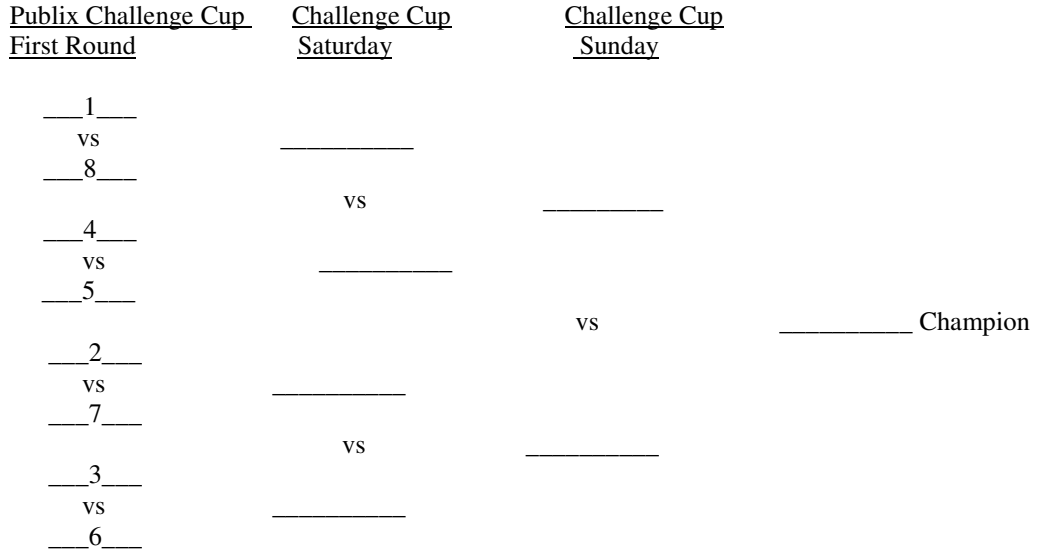 Publix Challenge Cup Challenge Cup Challenge Cup
First Round Saturday Sunday
___1___
vs __________
___8___
vs _________
___4___
vs __________
___5___
vs __________ Champion
___2___
vs __________
___7___
vs __________
___3___
vs __________
___6___